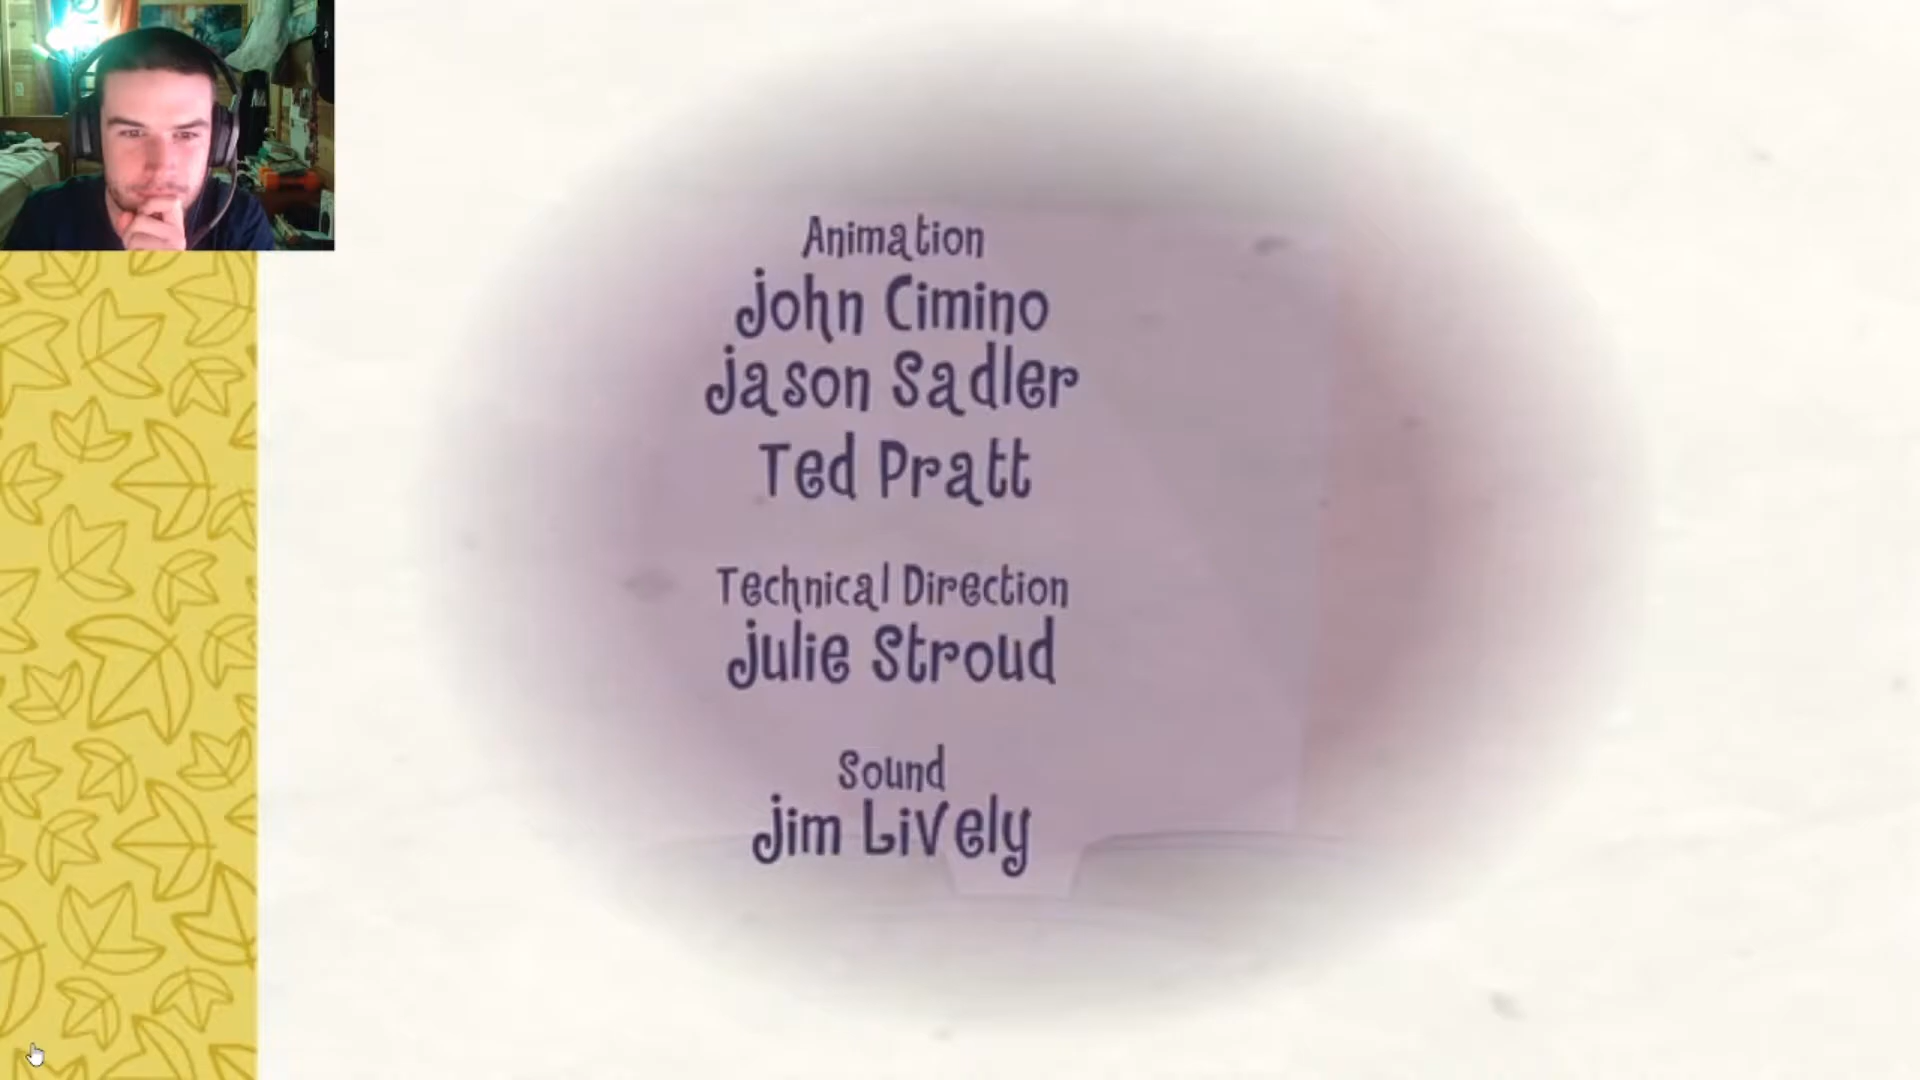 Animation
John Cimino
Jason Sadler
Ted Pratt
Technical Direction
Julie Stroud
Sound
Jim Lively